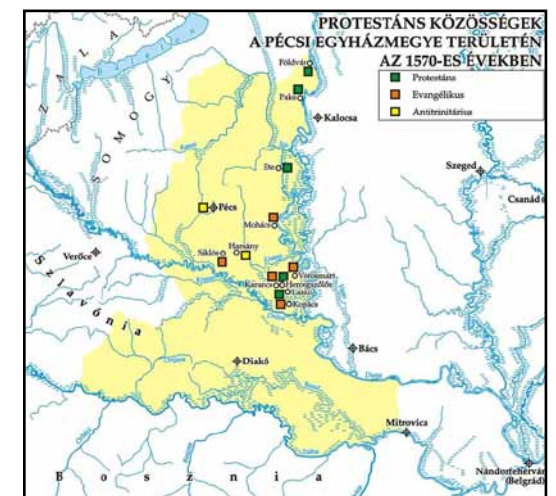 PROTESTÁNS KÖZÖSSÉGEK
A PÉCSI EGYHÁZMEGYE TERÜLETÉN
AZ 1570-ES ÉVEKBEN
Protestáns
Evangélikus
Antitrinitárius
ZALA
SOMOGY
Földvár
Paks
Kalocsa
Szeged
Csanád
Pécs
Mohács
Siklós
Harsány
Verőce
Szlavónia
Karancs
Hercegszőlős
Vörösmart
Laskó
Kopács
Bács
Diakó
Duna
Mitrovica
Nándorfehérvár
(Belgrád)
Bosznia